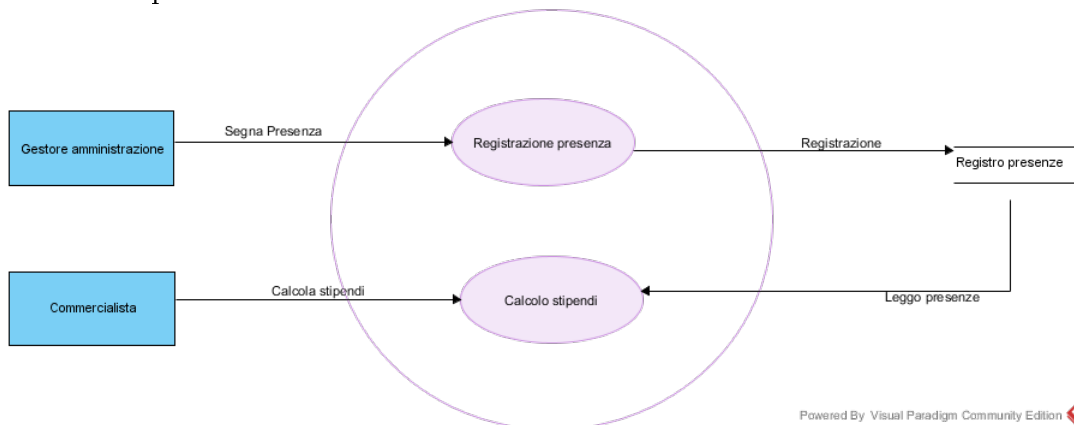 Segna Presenza
Gestore amministrazione
Registrazione presenza
Registrazione
Registro presenze
Calcola stipendi
Commercialista
Calcolo stipendi
Leggo presenze
Powered By Visual Paradigm Community Edition